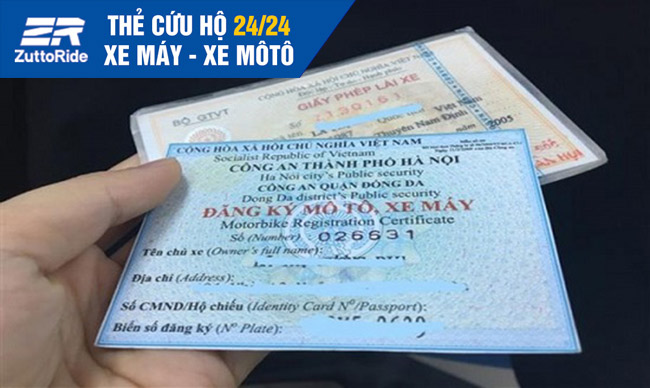 ZuttoRide
THẺ CỨU HỘ 24/24
XE MÁY - XE MÔTÔ
CỘNG HÒA XÃ HỘI CHỦ NGHĨA VIỆT NAM
BỘ GTVT
GIẤY PHÉP LÁI XE
Việt Nam
Nam Định
2005
CỘNG HÒA XÃ HỘI CHỦ NGHĨA VIỆT NAM
Socialist Republic of Vietnam
CÔNG AN THÀNH PHỐ HÀ NỘI
Ha Noi city's Public security
CÔNG AN QUẬN ĐỐNG ĐA
Dong Da district's Public security
ĐĂNG KÝ MÔ TÔ, XE MÁY
Motorbike Registration Certificate
Số (Number): 026631
Tên chủ xe (Owner's full name):
Địa chỉ (Address):
Số CMND/Hộ chiếu (Identity Card Nº/Passport):
Biển số đăng ký (Nº Plate):